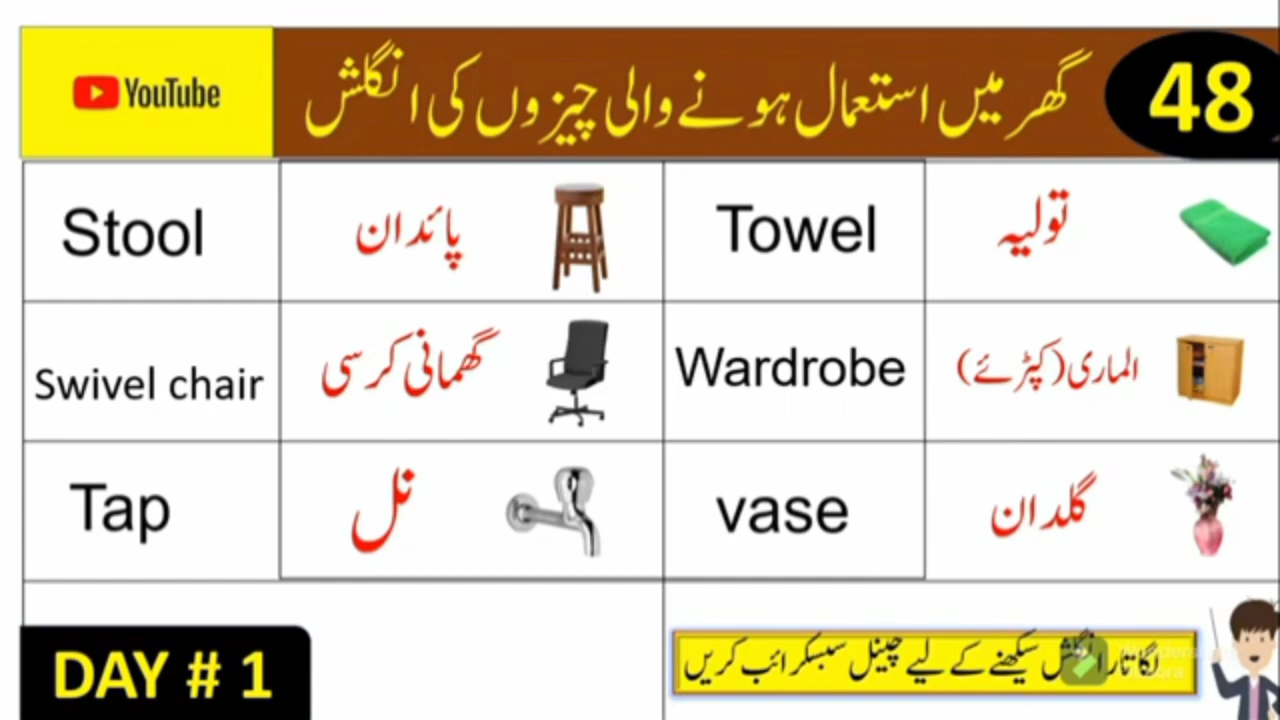 YouTube
گھر میں استعمال ہونے والی چیزوں کی انگلش
48
Stool
پائدان
Towel
تولیہ
Swivel chair
گھمانی کرسی
Wardrobe
الماری(کپڑے)
Tap
نل
vase
گلدان
DAY # 1
لگاتار انگلش سیکھنے کے لیے چینل سبسکرائب کریں